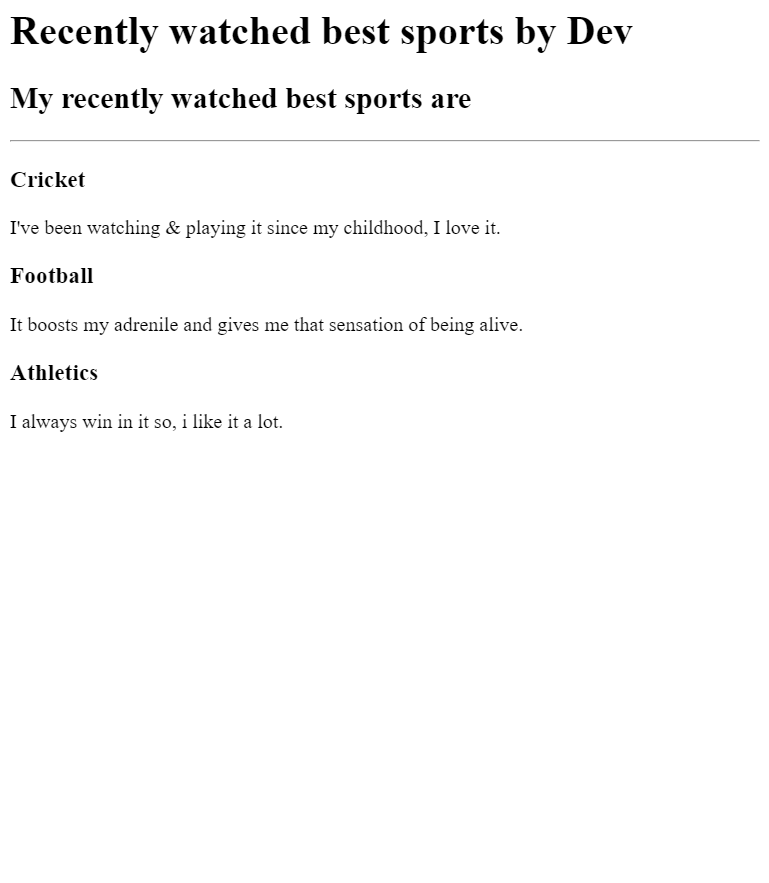 Recently watched best sports by Dev
My recently watched best sports are
Cricket
I've been watching & playing it since my childhood, I love it.
Football
It boosts my adrenile and gives me that sensation of being alive.
Athletics
I always win in it so, i like it a lot.